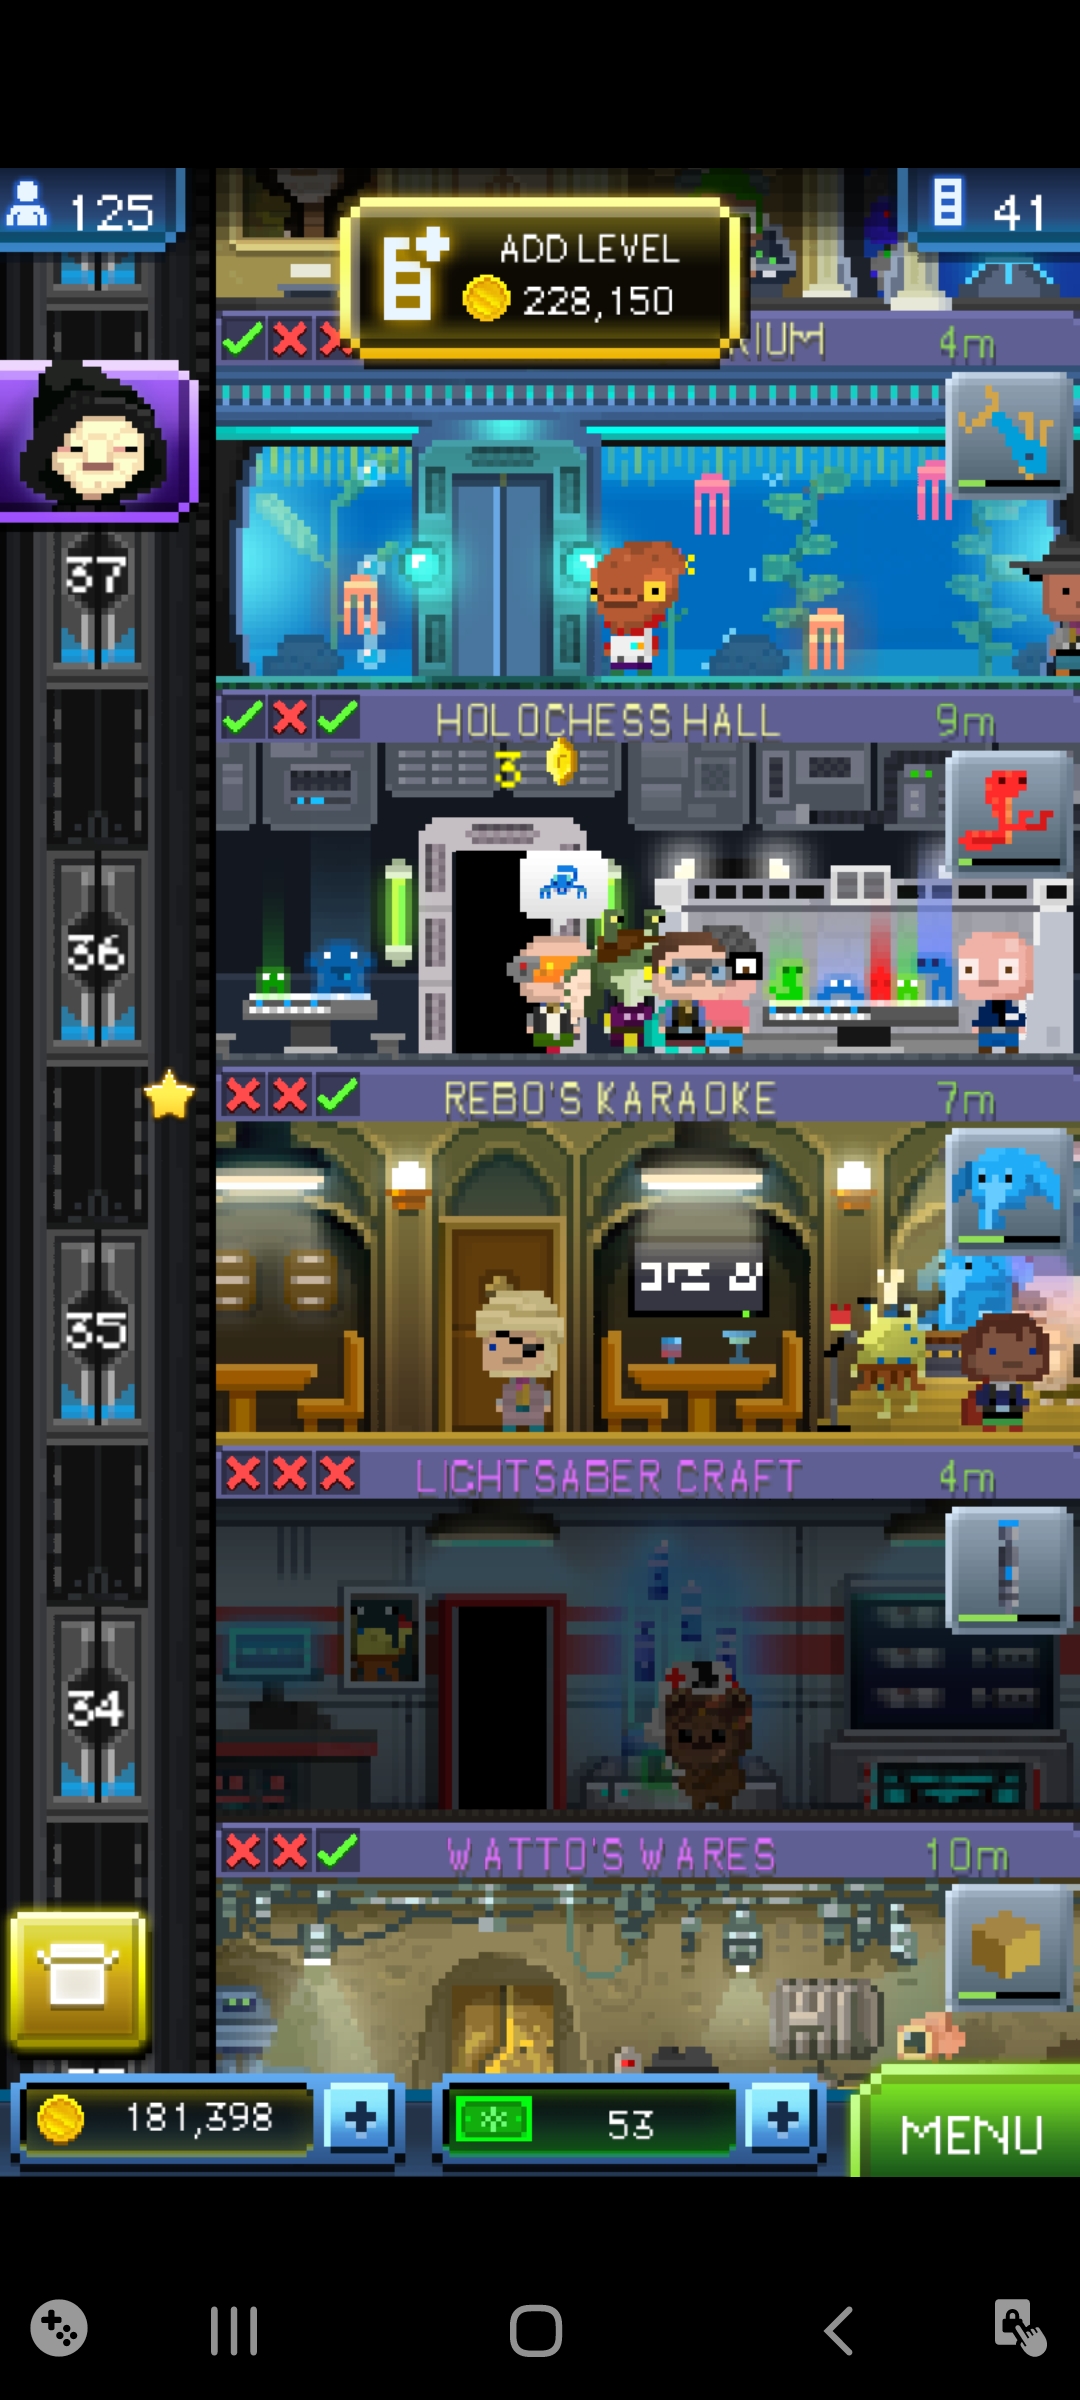 125
ADD LEVEL
228,150
41
RIUM
4m
37
HOLOCHESS HALL
9m
3
36
REBO'S KARAOKE
7m
35
LIGHTSABER CRAFT
4m
34
WATTO'S WARES
10m
181,398
+
53
+
MENU